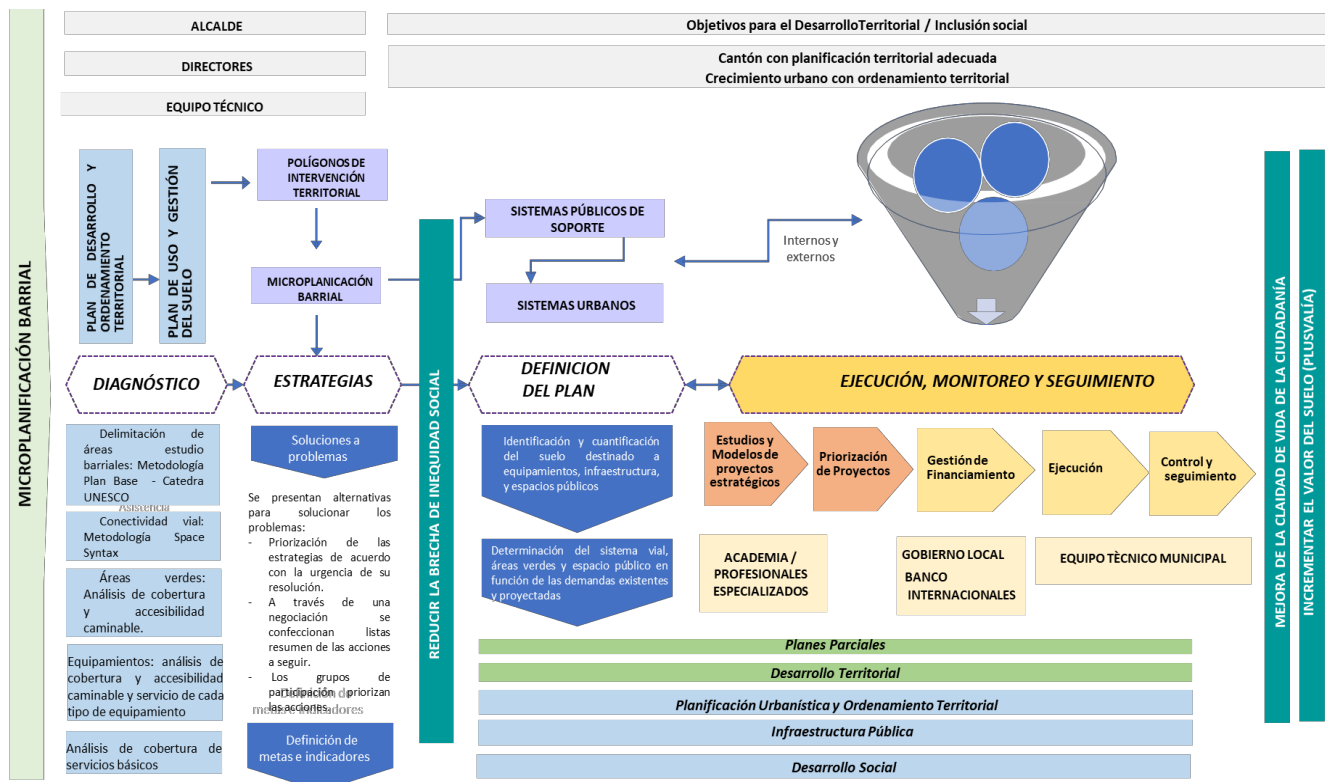 ALCALDE
Objetivos para el DesarrolloTerritorial / Inclusión social
DIRECTORES
Cantón con planificación territorial adecuada
Crecimiento urbano con ordenamiento territorial
EQUIPO TÉCNICO
MICROPLANIFICACIÓN BARRIAL
PLAN DE DESARROLLO Y
ORDENAMIENTO
TERRITORIAL
PLAN DE USO Y GESTIÓN
DEL SUELO
POLÍGONOS DE
INTERVENCIÓN
TERRITORIAL
MICROPLANICACIÓN
BARRIAL
REDUCIR LA BRECHA DE INEQUIDAD SOCIAL
SISTEMAS PÚBLICOS DE
SOPORTE
SISTEMAS URBANOS
Internos y
externos
MEJORA DE LA CLAIDAD DE VIDA DE LA CIUDADANÍA
INCREMENTAR EL VALOR DEL SUELO (PLUSVALÍA)
DIAGNÓSTICO
ESTRATEGIAS
DEFINICION
DEL PLAN
EJECUCIÓN, MONITOREO Y SEGUIMIENTO
Delimitación de
áreas estudio
barriales: Metodología
Plan Base - Catedra
UNESCO
Asistencia
Conectividad vial:
Metodología Space
Syntax
Áreas verdes:
Análisis de cobertura
y accesibilidad
caminable.
Equipamientos: análisis de
cobertura y accesibilidad
caminable y servicio de cada
tipo de equipamiento
Análisis de cobertura de
servicios básicos
Soluciones a
problemas
Se presentan alternativas
para solucionar los
problemas:
- Priorización de las
estrategias de acuerdo
con la urgencia de su
resolución.
- A través de una
negociación se
confeccionan listas
resumen de las acciones
a seguir.
- Los grupos de
participación priorizan
las acciones.
Definición de
metas e indicadores
Definición de
metas e indicadores
Identificación y cuantificación
del suelo destinado a
equipamientos, infraestructura,
y espacios públicos
Determinación del sistema vial,
áreas verdes y espacio público en
función de las demandas existentes
y proyectadas
Estudios y
Modelos de
proyectos
estratégicos
Priorización
de Proyectos
Gestión de
Financiamiento
Ejecución
Control y
seguimiento
ACADEMIA /
PROFESIONALES
ESPECIALIZADOS
GOBIERNO LOCAL
BANCO
INTERNACIONALES
EQUIPO TÈCNICO MUNICIPAL
Planes Parciales
Desarrollo Territorial
Planificación Urbanística y Ordenamiento Territorial
Infraestructura Pública
Desarrollo Social